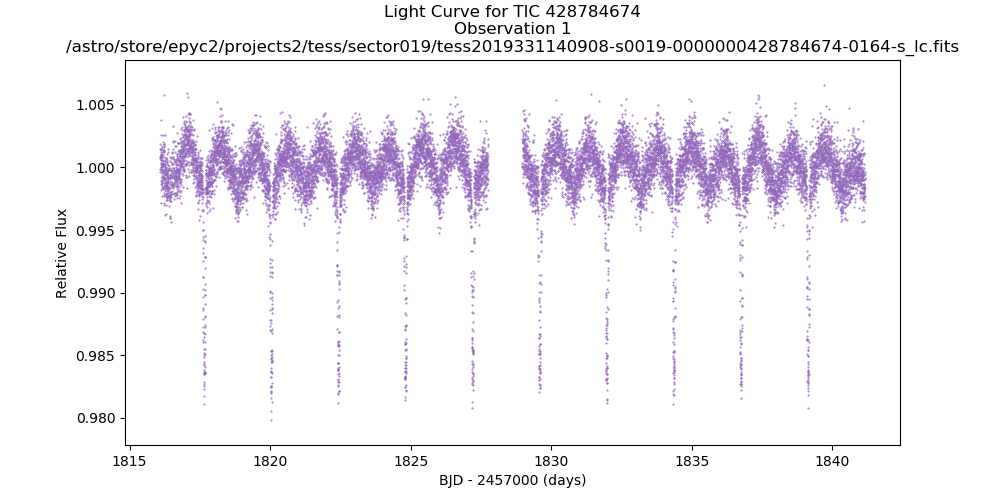 Light Curve for TIC 428784674
Observation 1
/astro/store/epyc2/projects2/tess/sector019/tess2019331140908-s0019-0000000428784674-0164-s_lc.fits
1.005
1.000
0.995
0.990
0.985
0.980
Relative Flux
1815
1820
1825
1830
1835
1840
BJD - 2457000 (days)